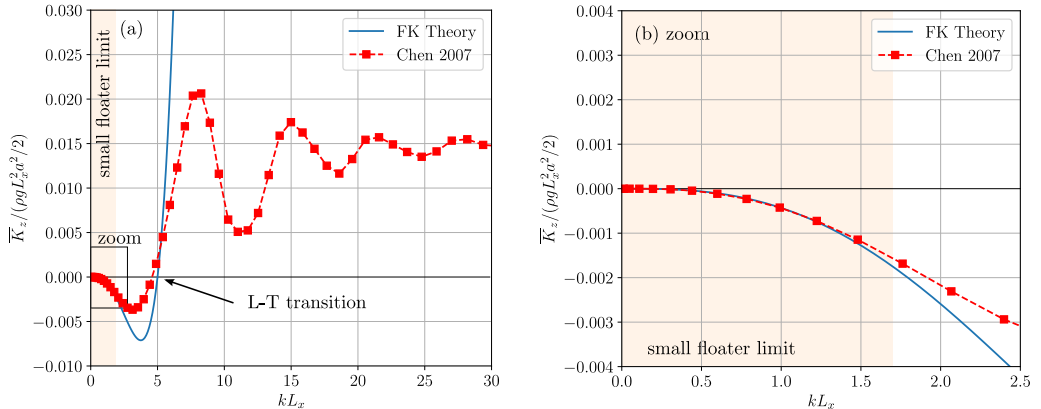 (a)
FK Theory
Chen 2007
small floater limit
zoom
L-T transition
0.030
0.025
0.020
0.015
0.010
0.005
0.000
−0.005
−0.010
0 5 10 15 20 25 30
kLₓ
K̅_z/(ρgLₓ²a²/2)
(b) zoom
FK Theory
Chen 2007
small floater limit
0.004
0.003
0.002
0.001
0.000
−0.001
−0.002
−0.003
−0.004
0.0 0.5 1.0 1.5 2.0 2.5
kLₓ
K̅_z/(ρgLₓ²a²/2)